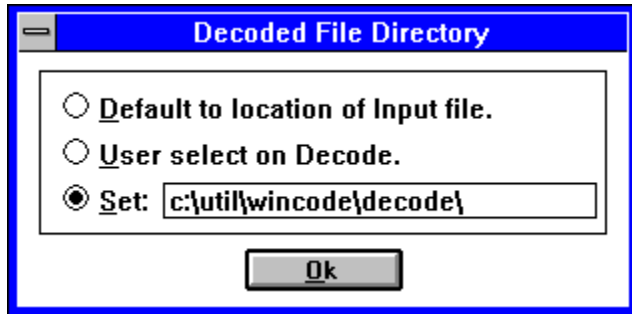 Decoded File Directory
Default to location of Input file.
User select on Decode.
Set: c:\util\wincode\decode\
Ok